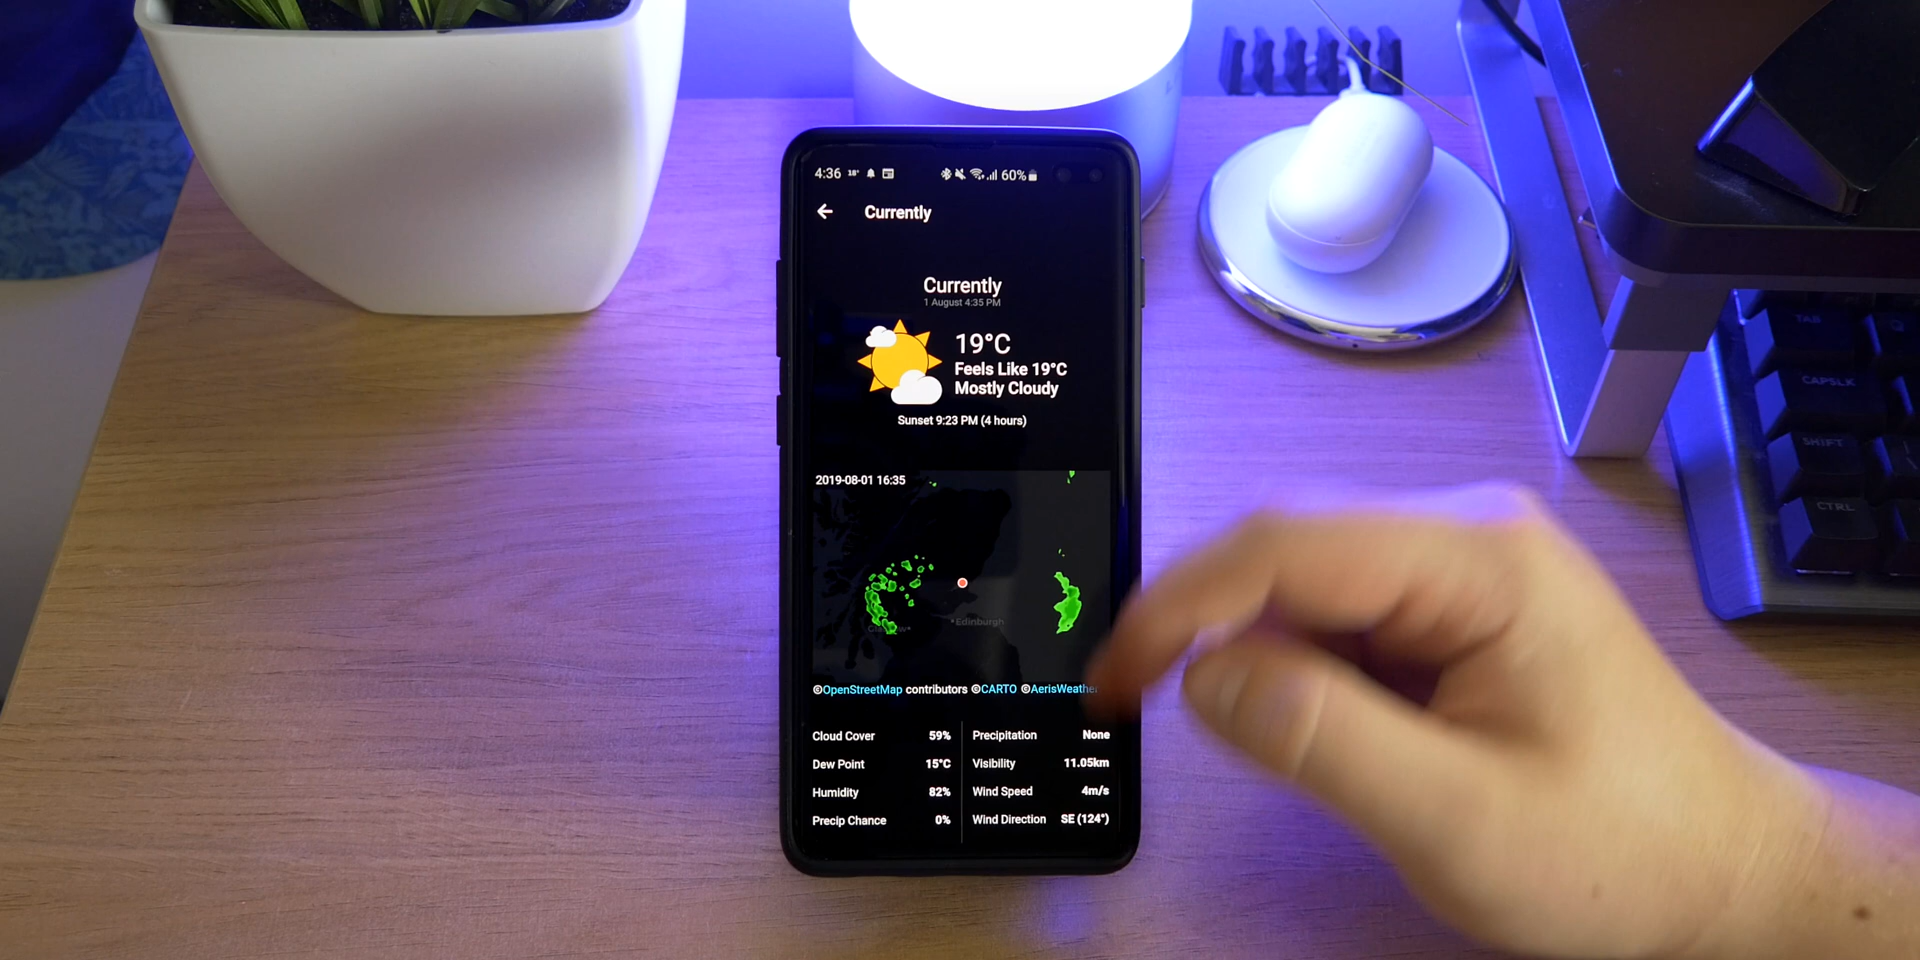 4:36 18° 60%
Currently
Currently
1 August 4:35 PM
19°C
Feels Like 19°C
Mostly Cloudy
Sunset 9:23 PM (4 hours)
2019-08-01 16:35
Edinburgh
©OpenStreetMap contributors ©CARTO ©AerisWeather
Cloud Cover 59% Precipitation None
Dew Point 15°C Visibility 11.05km
Humidity 82% Wind Speed 4m/s
Precip Chance 0% Wind Direction SE (124°)
TAB Q
CAPSLK
SHIFT
CTRL